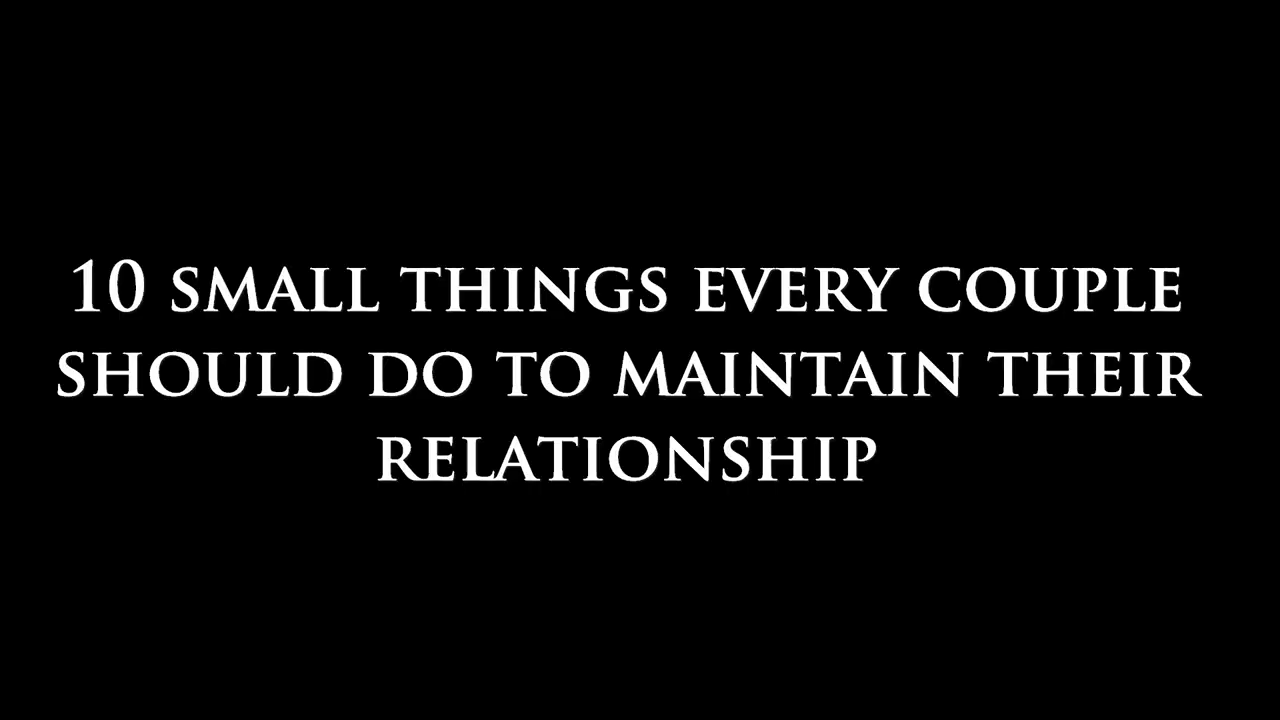 10 SMALL THINGS EVERY COUPLE
SHOULD DO TO MAINTAIN THEIR
RELATIONSHIP